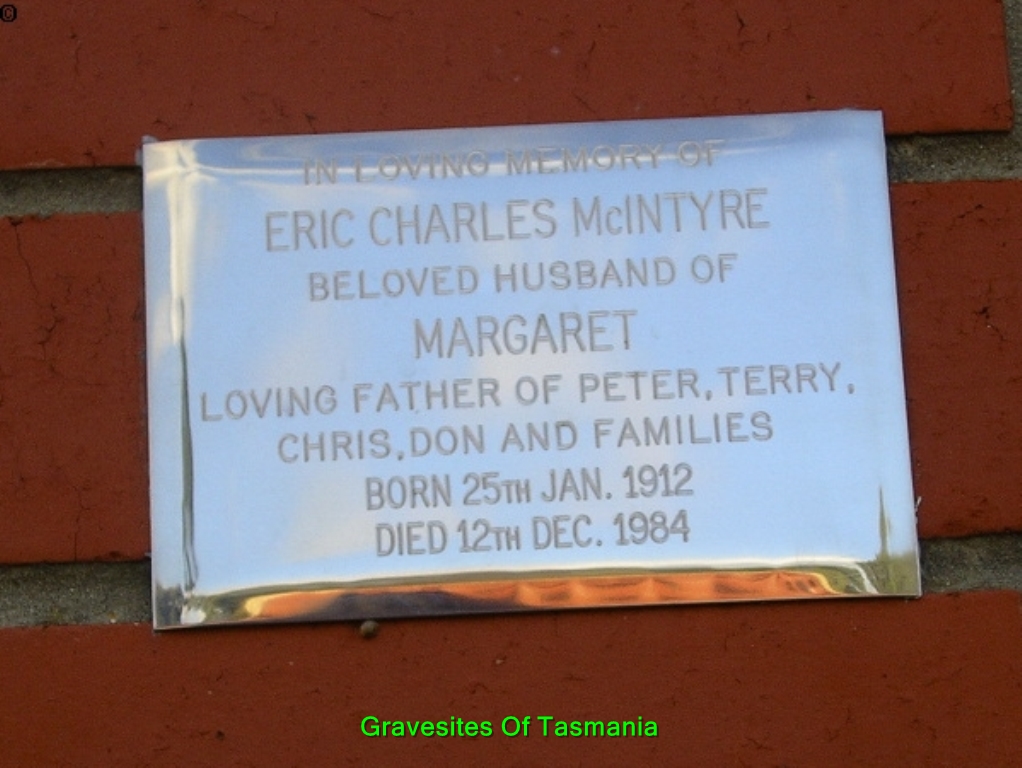 ©
IN LOVING MEMORY OF
ERIC CHARLES McINTYRE
BELOVED HUSBAND OF
MARGARET
LOVING FATHER OF PETER, TERRY,
CHRIS, DON AND FAMILIES
BORN 25TH JAN. 1912
DIED 12TH DEC. 1984
Gravesites Of Tasmania